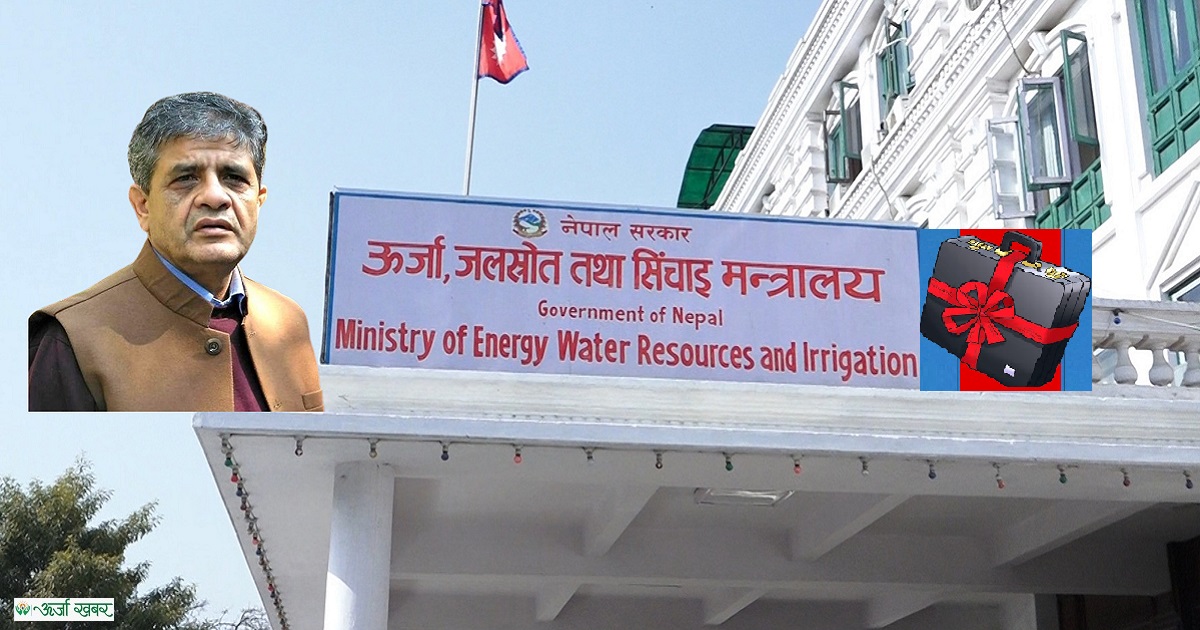 नेपाल सरकार
ऊर्जा, जलस्रोत तथा सिंचाइ मन्त्रालय
Government of Nepal
Ministry of Energy Water Resources and Irrigation
ऊर्जा खबर